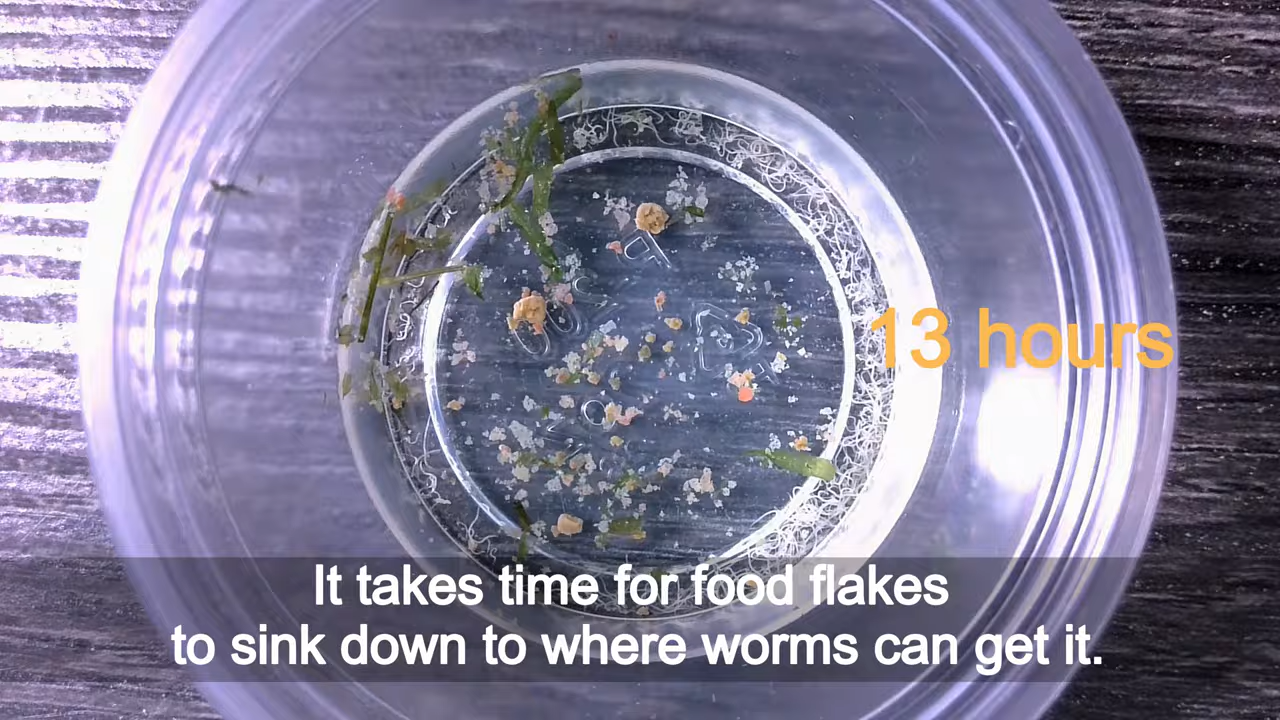 13 hours
It takes time for food flakes
to sink down to where worms can get it.